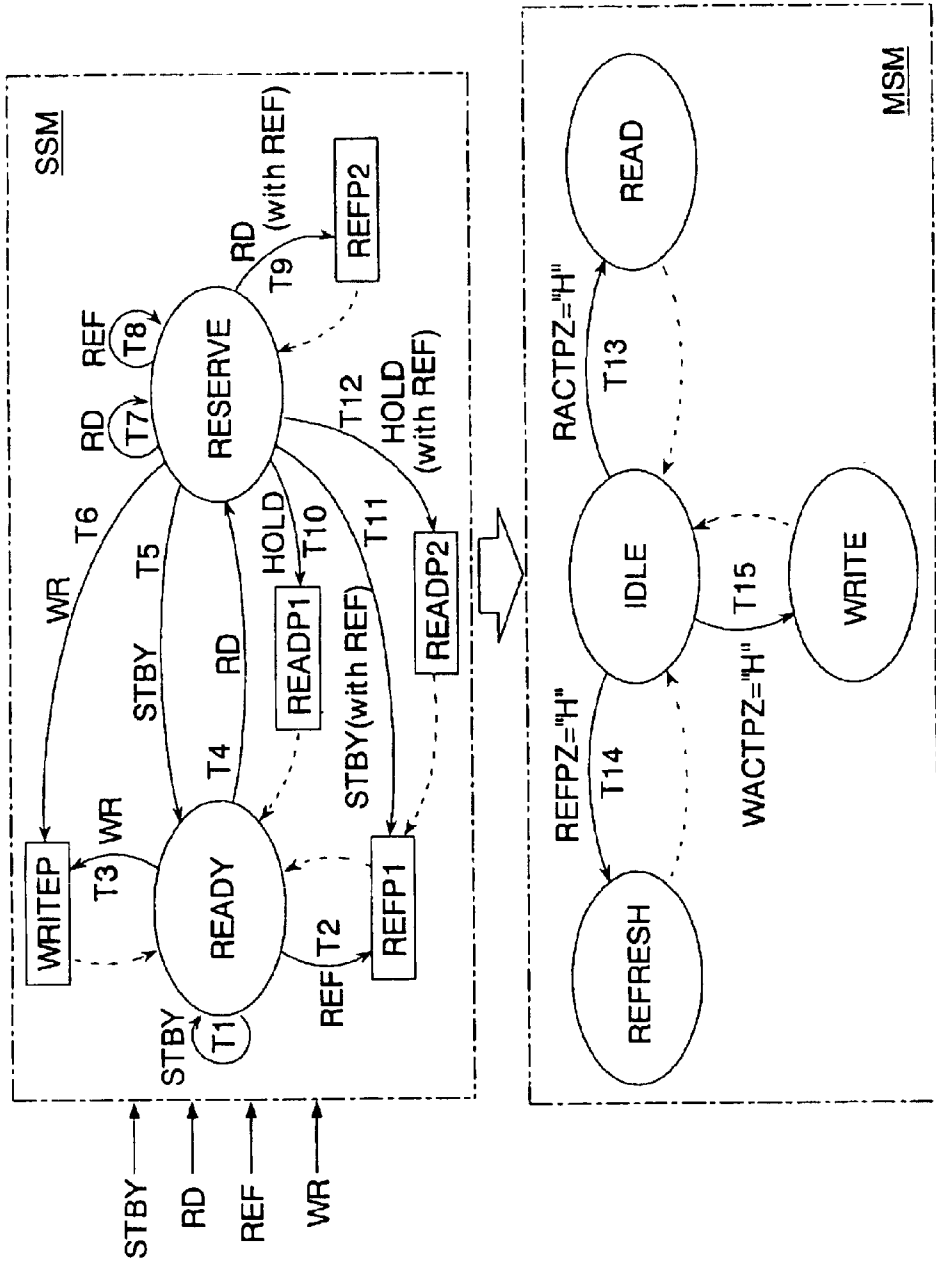 SSM
STBY
RD
REF
WR
WRITEP
T3
WR
READY
STBY
T1
REF
T2
REFP1
WR
T6
STBY
T5
T4
RD
RD
T7
REF
T8
RESERVE
RD
(with REF)
T9
REFP2
HOLD
T10
READP1
T11
STBY(with REF)
T12
HOLD
(with REF)
READP2
MSM
REFRESH
REFPZ="H"
T14
IDLE
RACTPZ="H"
T13
READ
T15
WACTPZ="H"
WRITE